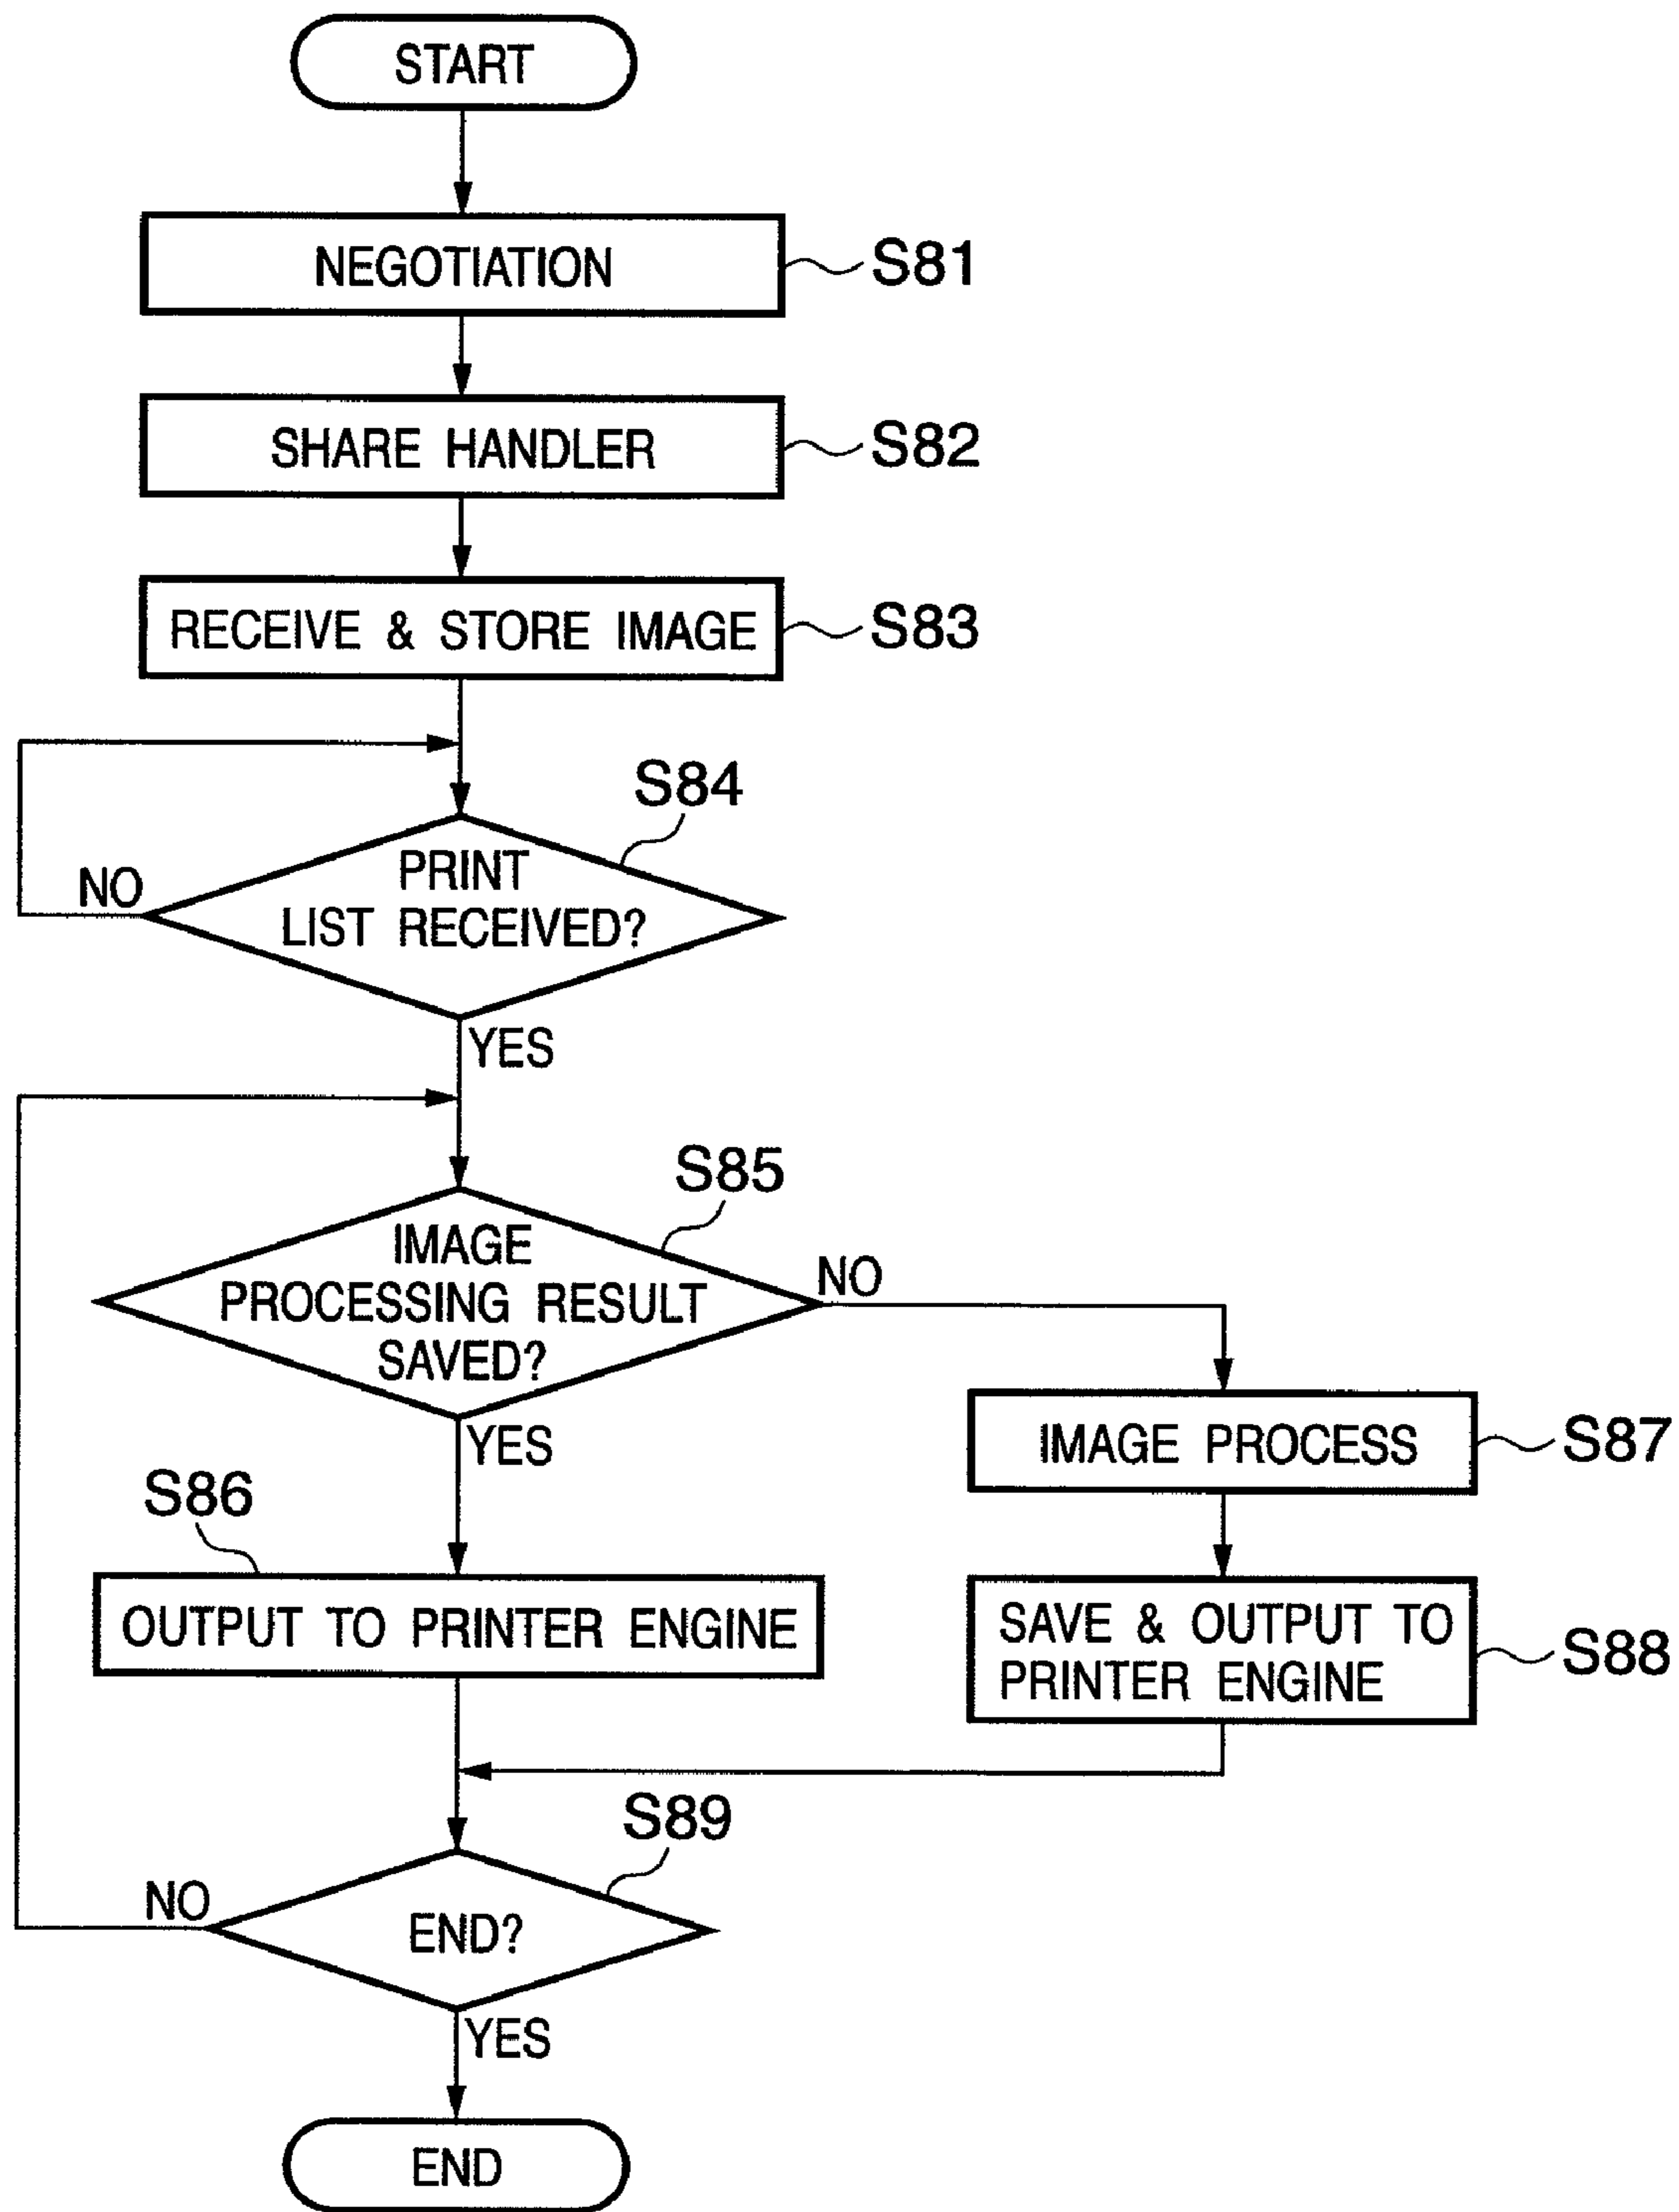 START
NEGOTIATION
S81
SHARE HANDLER
S82
RECEIVE & STORE IMAGE
S83
S84
PRINT
LIST RECEIVED?
NO
YES
S85
IMAGE
PROCESSING RESULT
SAVED?
NO
YES
IMAGE PROCESS
S87
S86
OUTPUT TO PRINTER ENGINE
SAVE & OUTPUT TO
PRINTER ENGINE
S88
S89
END?
NO
YES
END